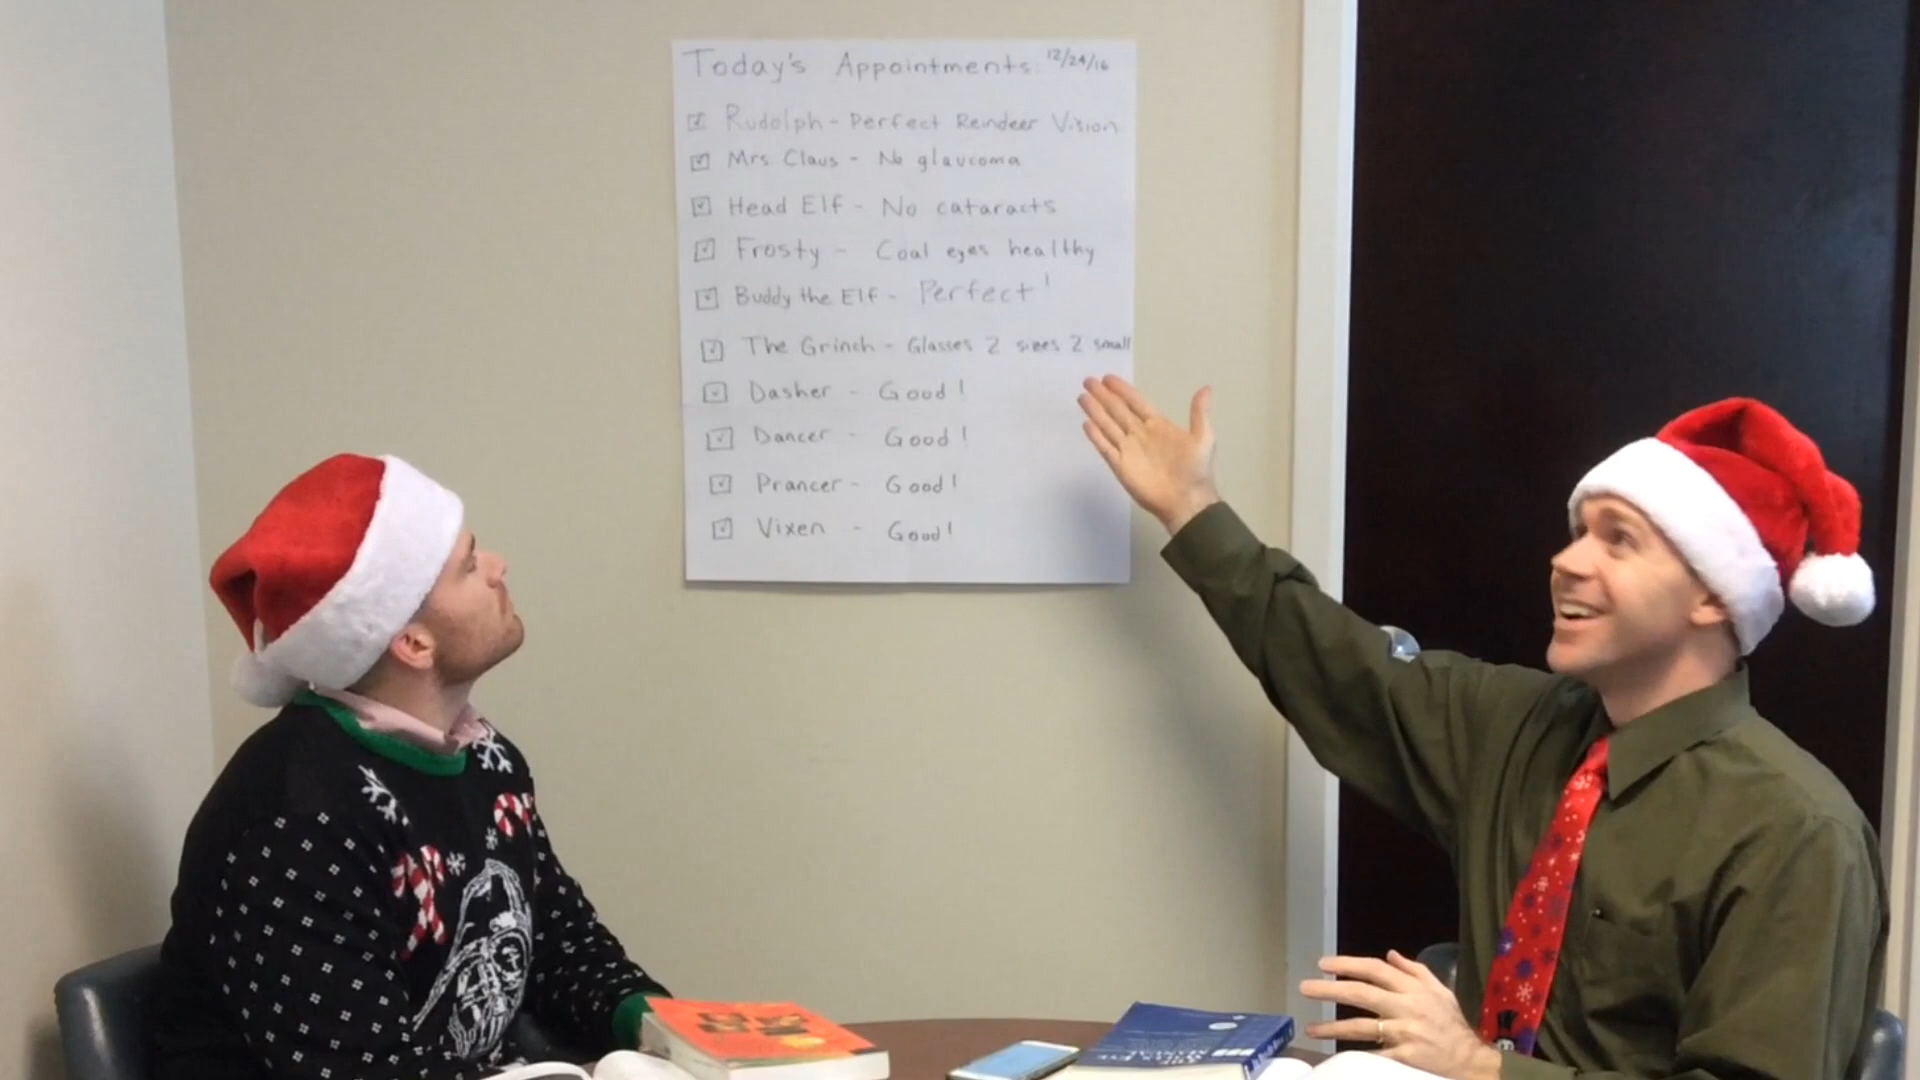 Today's Appointments: 12/24/16
Rudolph - Perfect Reindeer Vision
Mrs. Claus - No glaucoma
Head Elf - No cataracts
Frosty - Coal eyes healthy
Buddy the Elf - Perfect!
The Grinch - Glasses 2 sizes 2 small
Dasher - Good!
Dancer - Good!
Prancer - Good!
Vixen - Good!